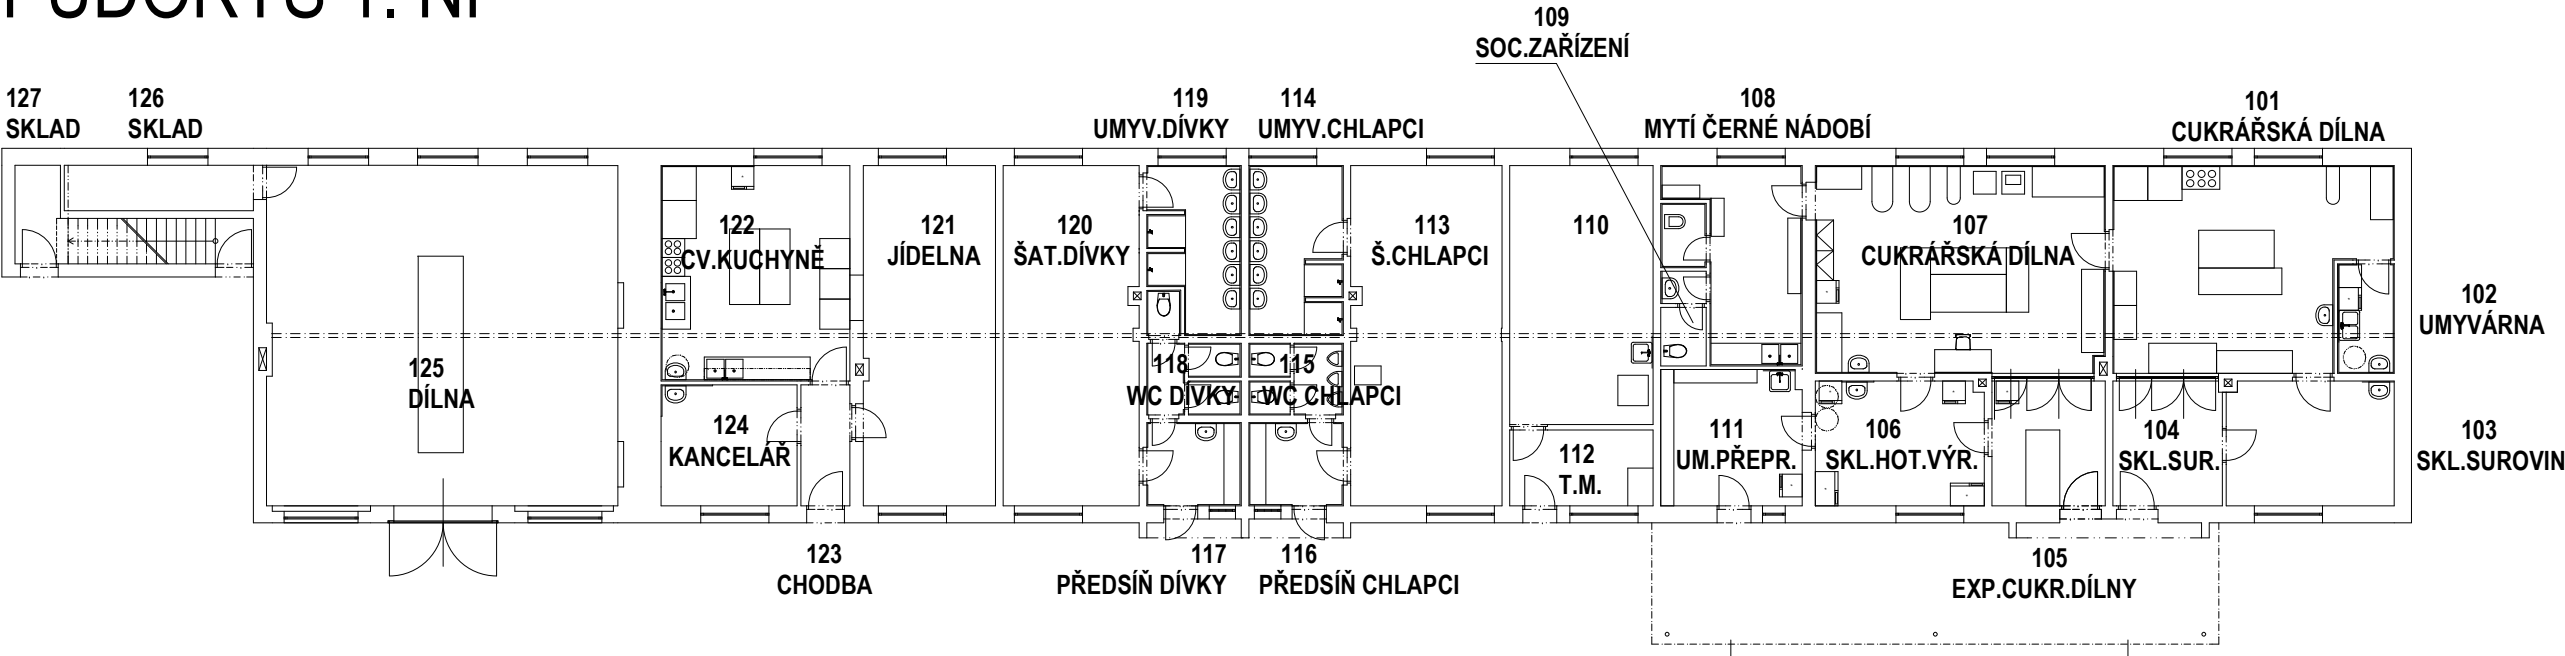 PŮDORYS 1. NP
109
SOC.ZAŘÍZENÍ
127
SKLAD
126
SKLAD
119
UMYV.DÍVKY
114
UMYV.CHLAPCI
108
MYTÍ ČERNÉ NÁDOBÍ
101
CUKRÁŘSKÁ DÍLNA
122
CV.KUCHYNĚ
121
JÍDELNA
120
ŠAT.DÍVKY
113
Š.CHLAPCI
110
107
CUKRÁŘSKÁ DÍLNA
102
UMYVÁRNA
125
DÍLNA
118
WC DÍVKY
115
WC CHLAPCI
124
KANCELÁŘ
112
T.M.
111
UM.PŘEPR.
106
SKL.HOT.VÝR.
104
SKL.SUR.
103
SKL.SUROVIN
123
CHODBA
117
PŘEDSÍŇ DÍVKY
116
PŘEDSÍŇ CHLAPCI
105
EXP.CUKR.DÍLNY